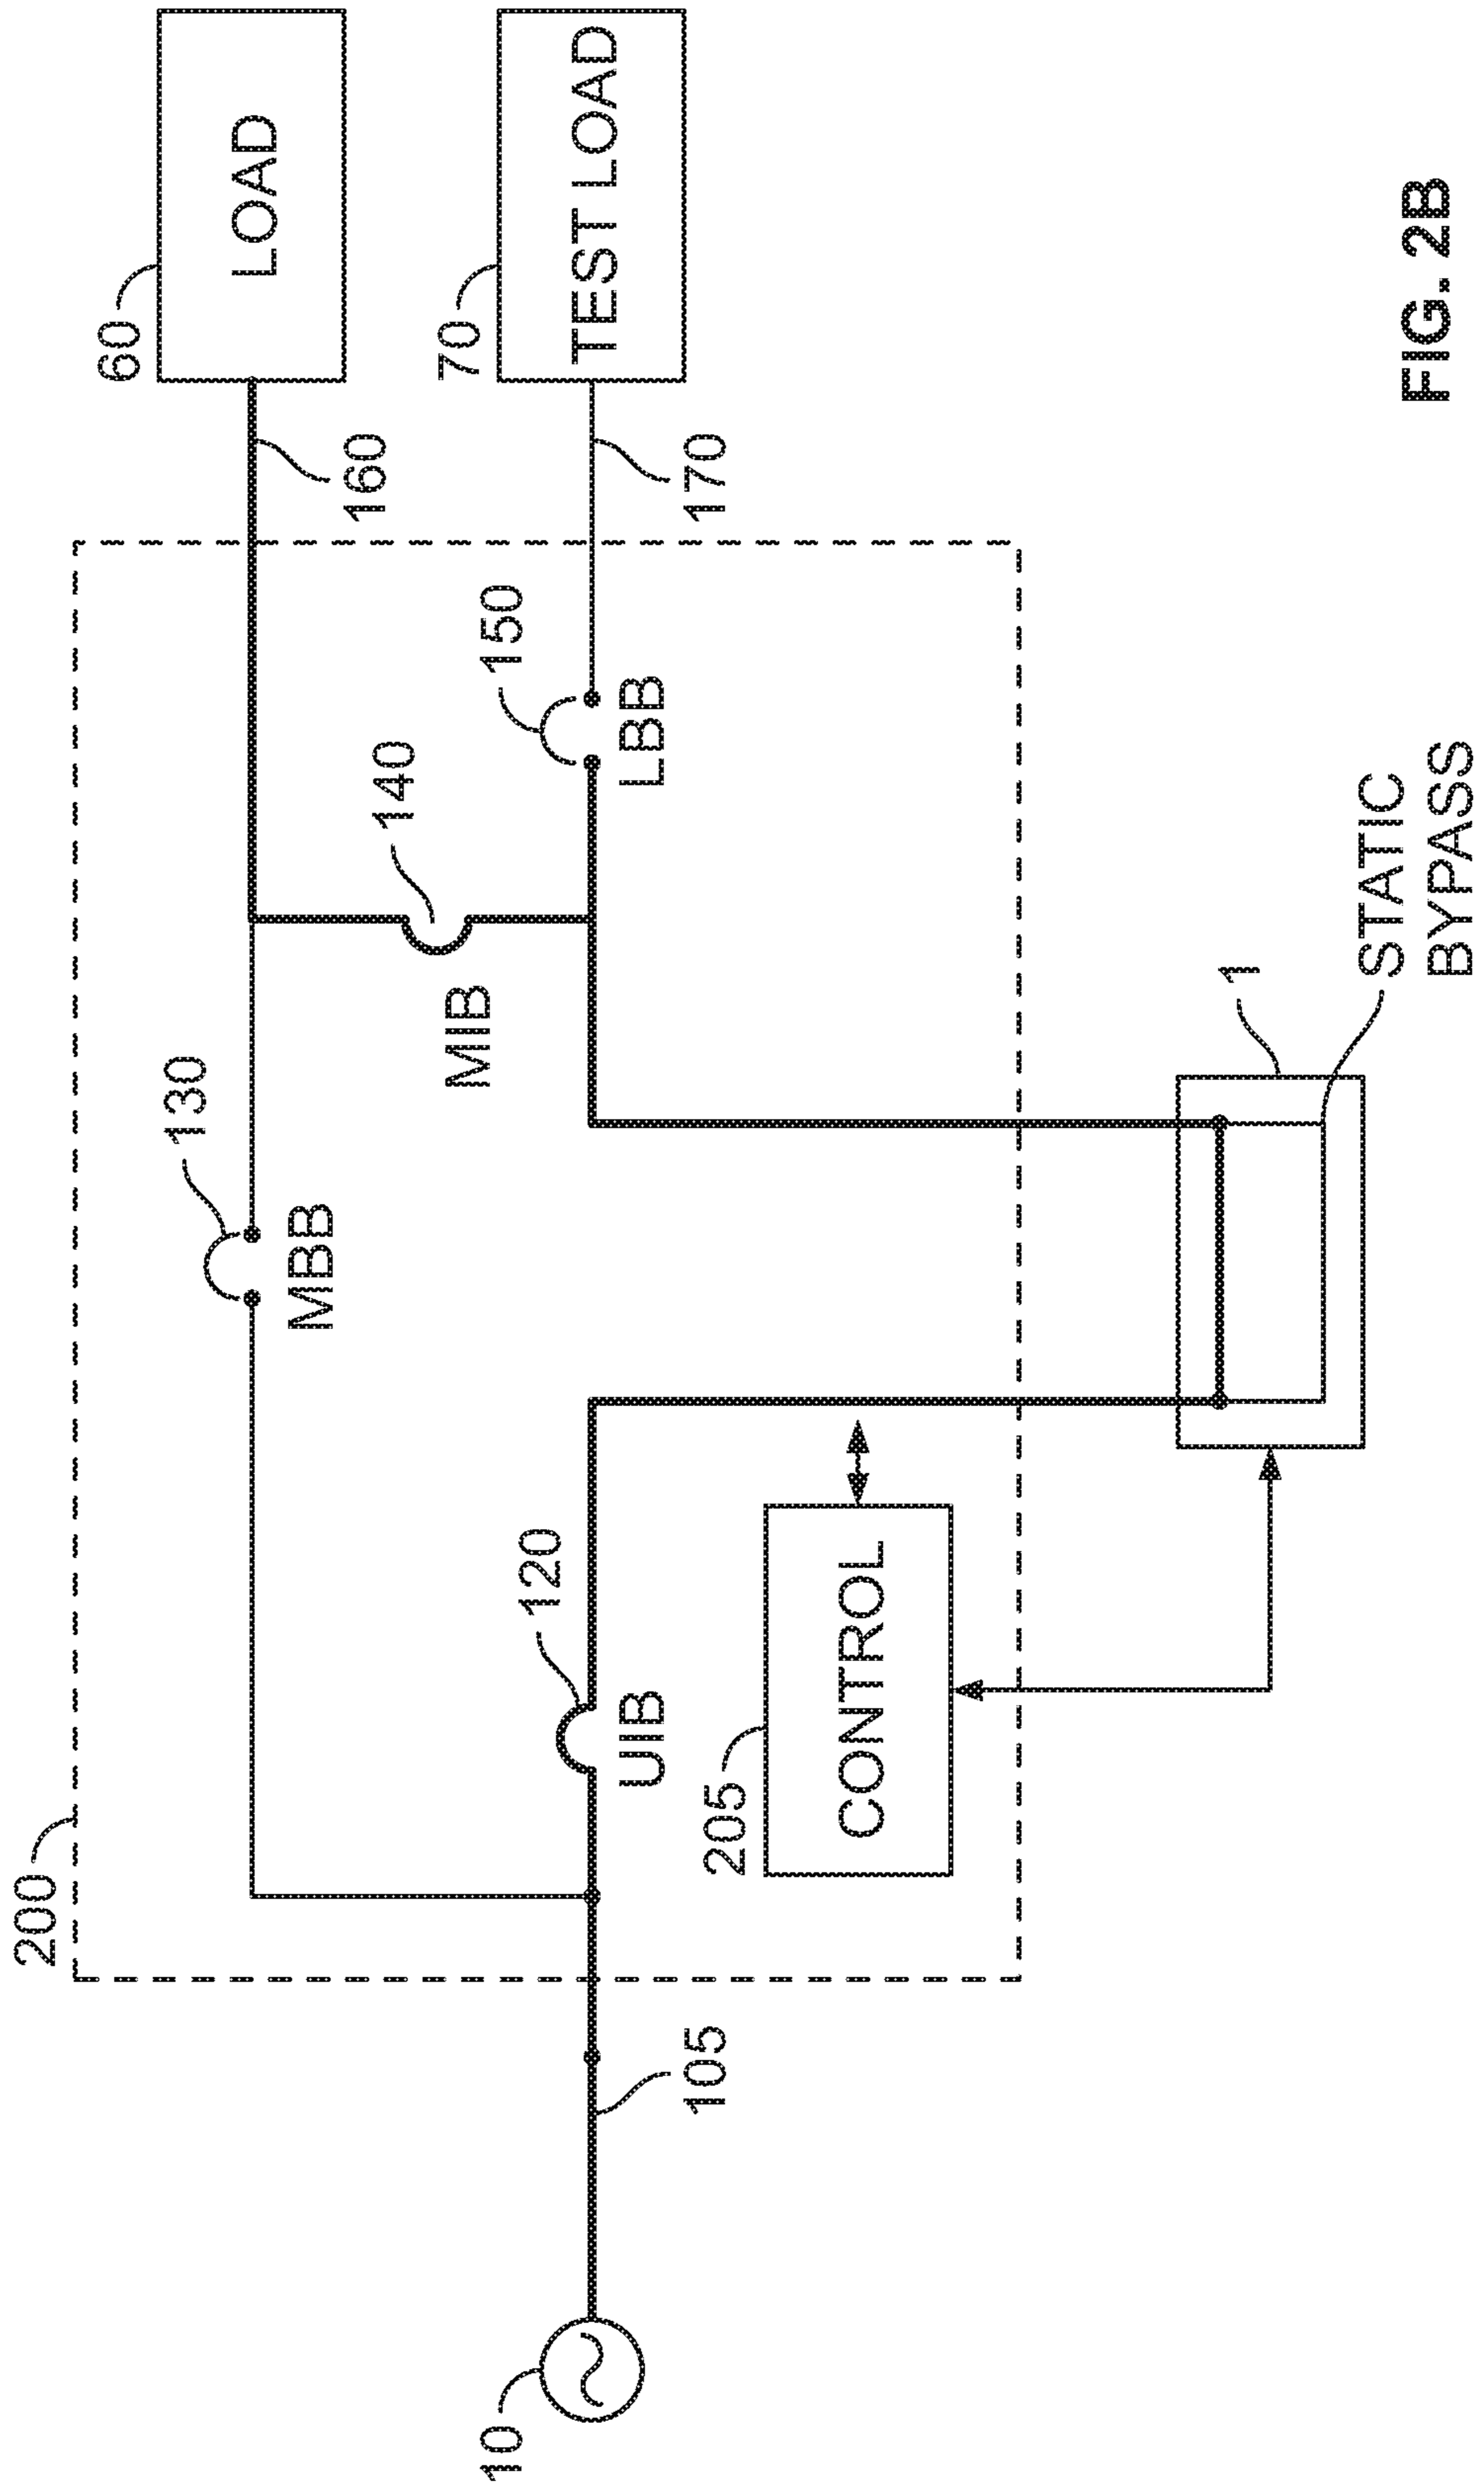 200
60
LOAD
130
MBB
160
140
MIB
70
TEST LOAD
150
LBB
170
10
105
120
UIB
205
CONTROL
1
STATIC
BYPASS
FIG. 2B